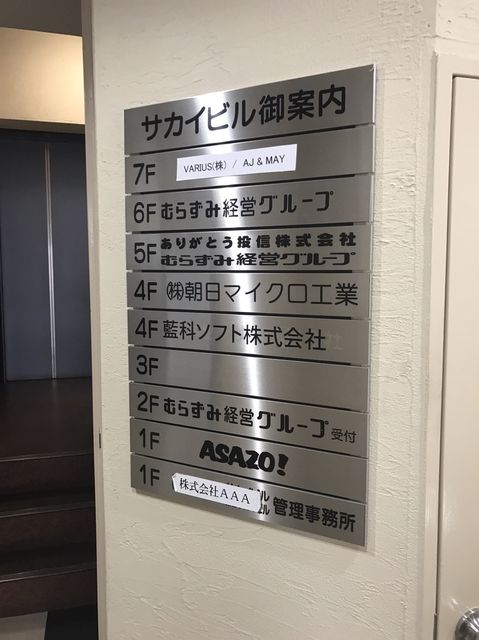 サカイビル御案内
7F VARIUS(株) / AJ & MAY
6F むらずみ経営グループ
5F ありがとう投信株式会社
むらずみ経営グループ
4F ㈱朝日マイクロ工業
4F 藍科ソフト株式会社
3F
2F むらずみ経営グループ 受付
1F ASA20!
1F 株式会社AAA 管理事務所